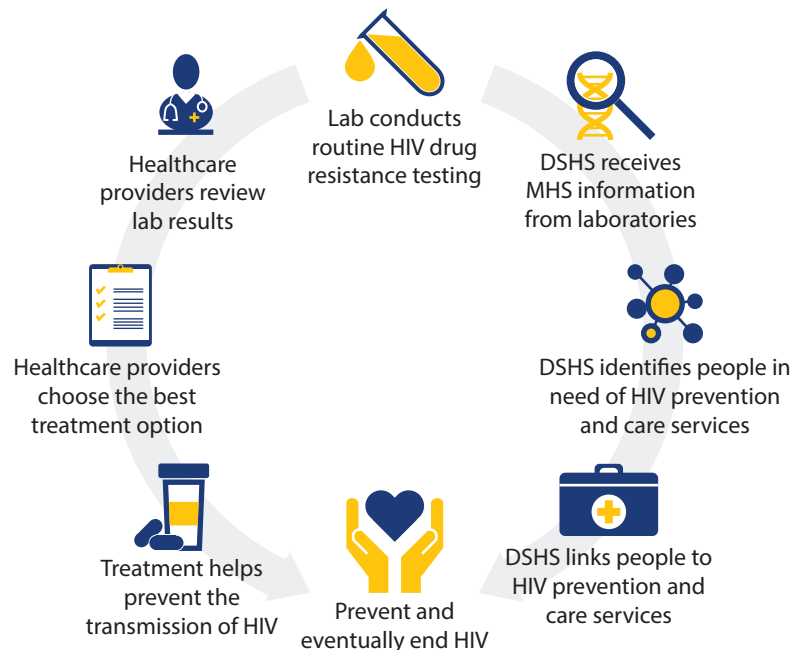 Lab conducts
routine HIV drug
resistance testing
DSHS receives
MHS information
from laboratories
DSHS identifies people in
need of HIV prevention
and care services
DSHS links people to
HIV prevention and
care services
Healthcare
providers review
lab results
Healthcare providers
choose the best
treatment option
Treatment helps
prevent the
transmission of HIV
Prevent and
eventually end HIV